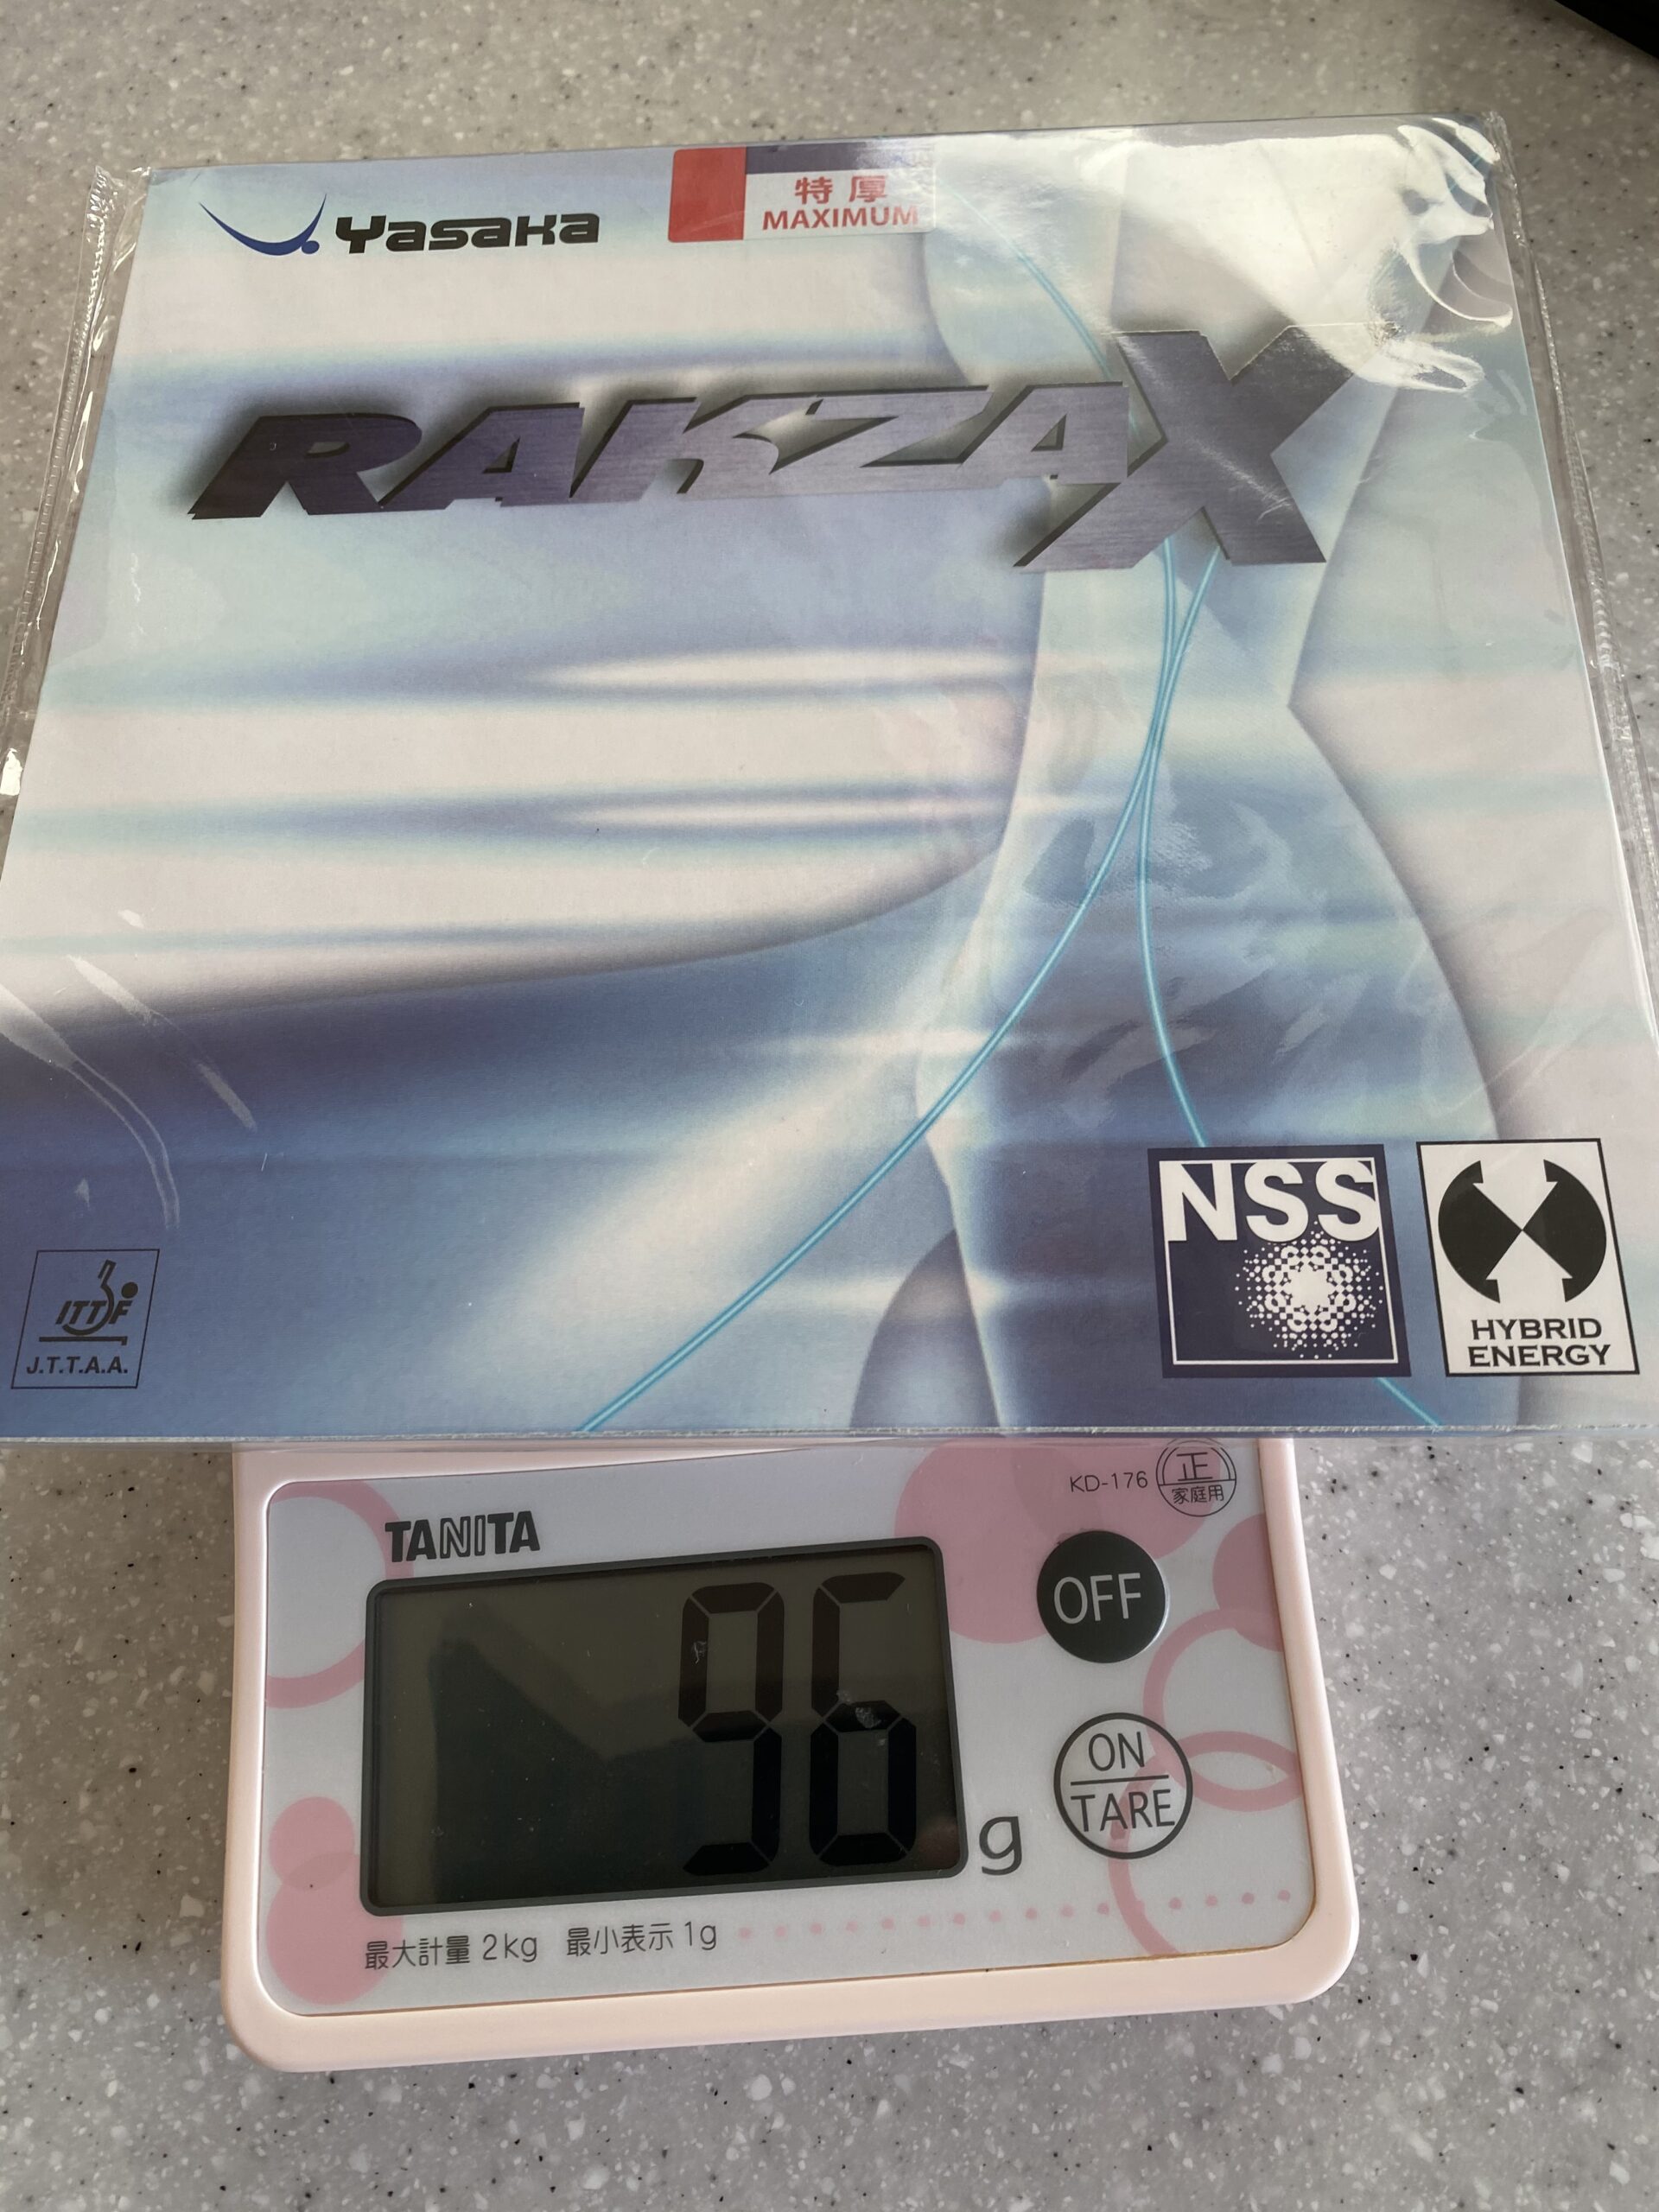 Yasaka
特厚
MAXIMUM
RAKZA X
NSS
HYBRID
ENERGY
ITTF
J.T.T.A.A.
KD-176
正
家庭用
TANITA
OFF
96
g
ON
TARE
最大計量 2kg 最小表示 1g